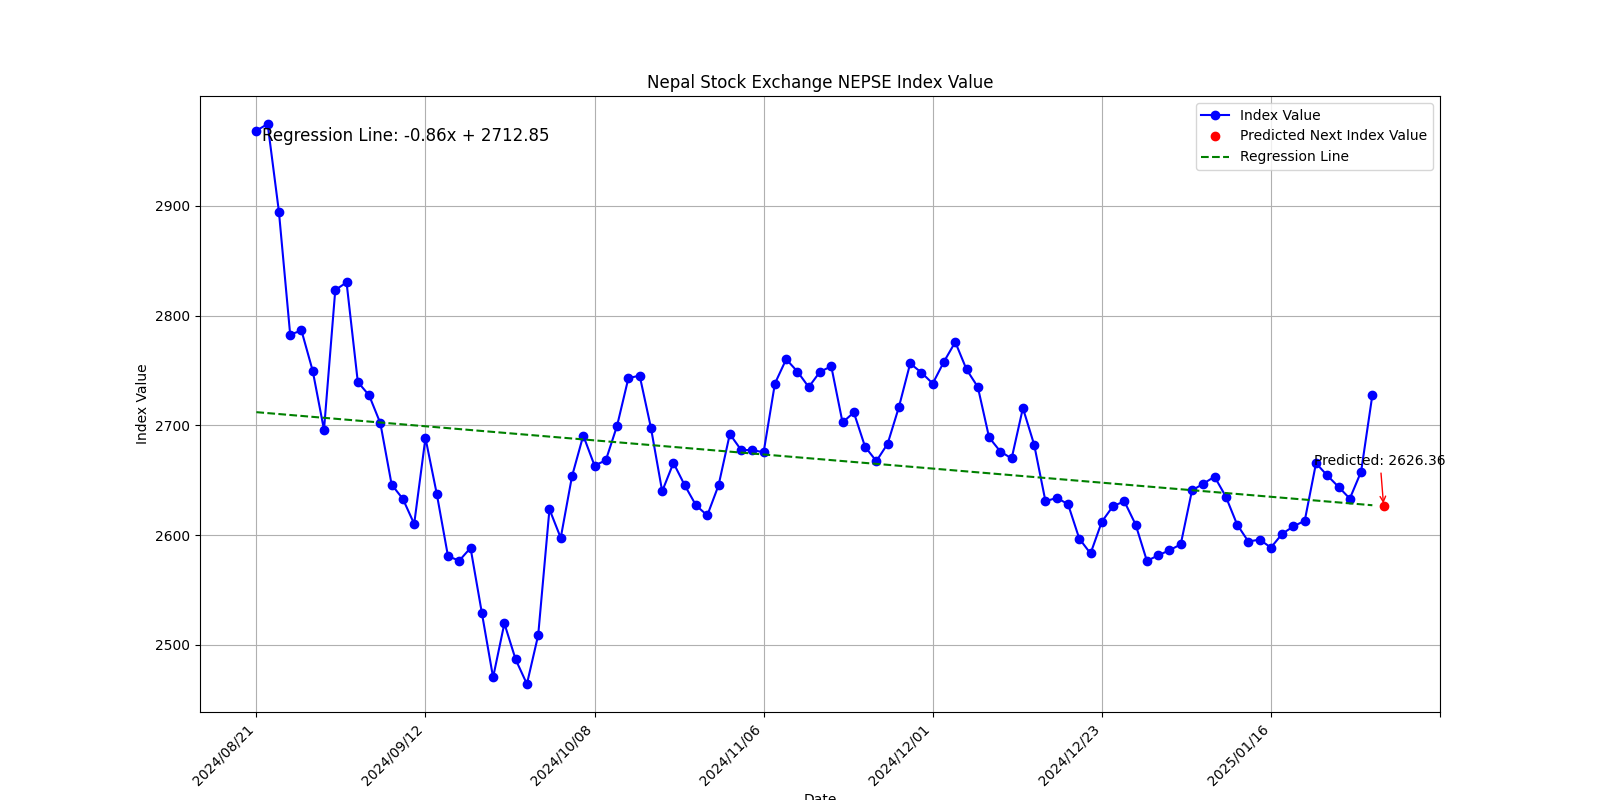 Nepal Stock Exchange NEPSE Index Value
Regression Line: -0.86x + 2712.85
Index Value
Predicted Next Index Value
Regression Line
2900
2800
2700
2600
2500
Index Value
Predicted: 2626.36
2024/08/21
2024/09/12
2024/10/08
2024/11/06
2024/12/01
2024/12/23
2025/01/16
Date